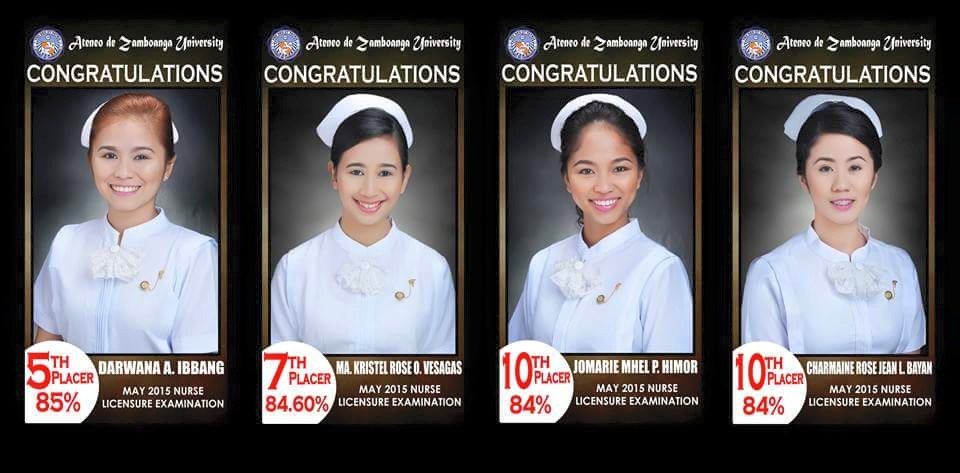 Ateneo de Zamboanga University
CONGRATULATIONS
5TH PLACER
85%
DARWANA A. IBBANG
MAY 2015 NURSE
LICENSURE EXAMINATION
Ateneo de Zamboanga University
CONGRATULATIONS
7TH PLACER
84.60%
MA. KRISTEL ROSE O. VESAGAS
MAY 2015 NURSE
LICENSURE EXAMINATION
Ateneo de Zamboanga University
CONGRATULATIONS
10TH PLACER
84%
JOMARIE MHEL P. HIMOR
MAY 2015 NURSE
LICENSURE EXAMINATION
Ateneo de Zamboanga University
CONGRATULATIONS
10TH PLACER
84%
CHARMAINE ROSE JEAN L. BAYAN
MAY 2015 NURSE
LICENSURE EXAMINATION